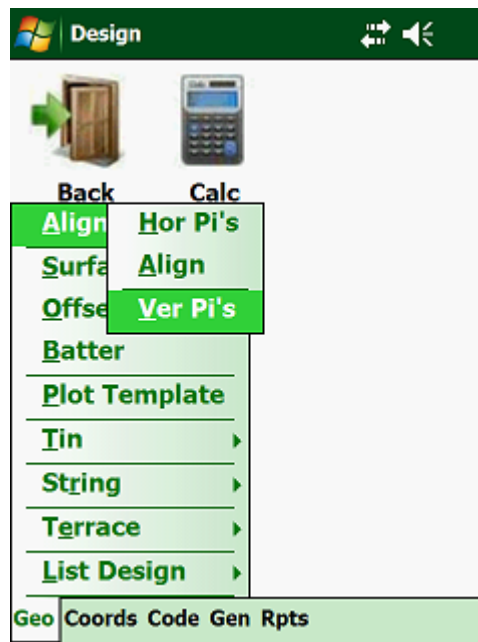 Design
Back Calc
Align Hor Pi's
Surfa Align
Offse Ver Pi's
Batter
Plot Template
Tin
String
Terrace
List Design
Geo Coords Code Gen Rpts